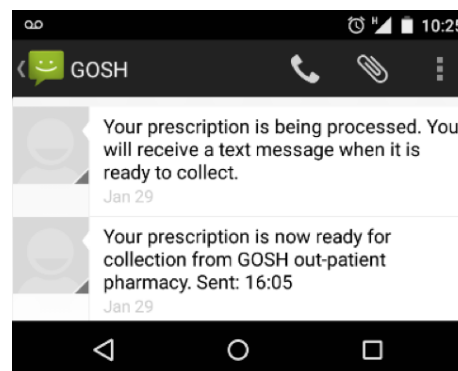 10:25
GOSH
Your prescription is being processed. You
will receive a text message when it is
ready to collect.
Jan 29
Your prescription is now ready for
collection from GOSH out-patient
pharmacy. Sent: 16:05
Jan 29